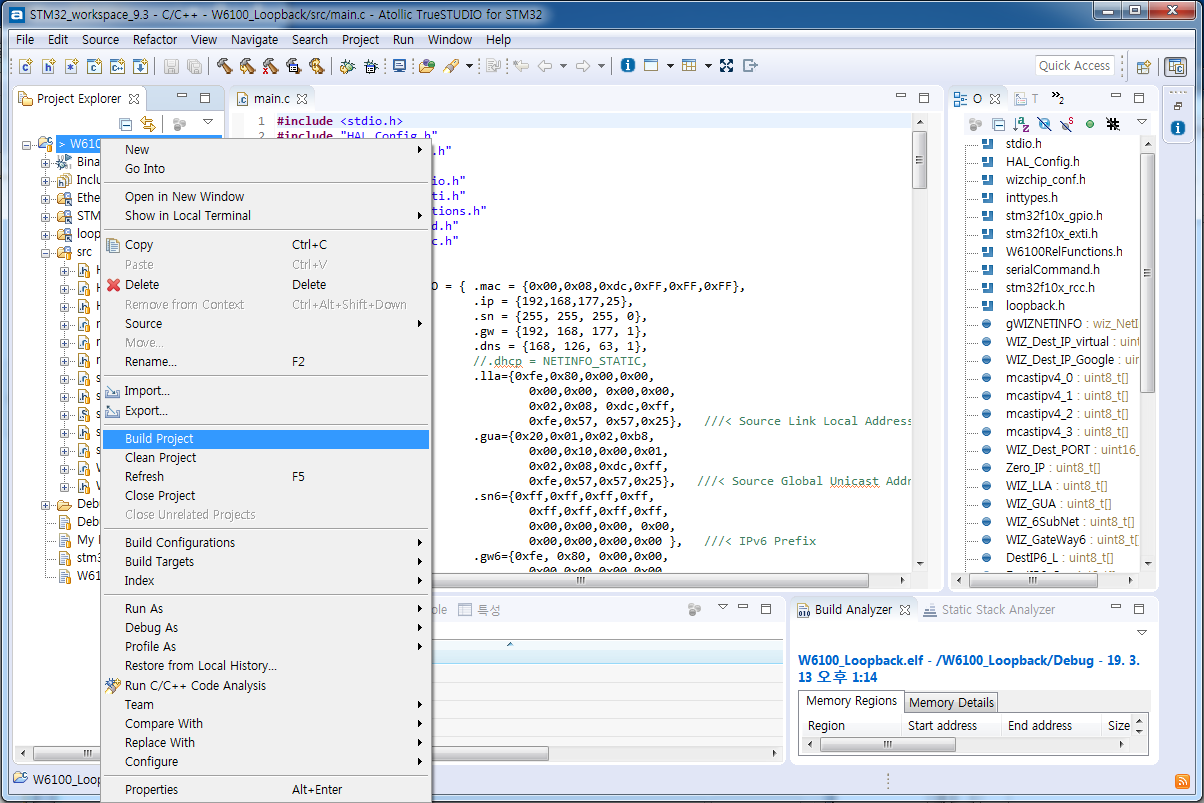 STM32_workspace_9.3 - C/C++ - W6100_Loopback/src/main.c - Atollic TrueSTUDIO for STM32
File Edit Source Refactor View Navigate Search Project Run Window Help
Quick Access
Project Explorer
> W610
Bina
Inclu
Ethe
STM
loop
src
Deb
Deb
My
stm3
W61
New
Go Into
Open in New Window
Show in Local Terminal
Copy Ctrl+C
Paste Ctrl+V
Delete Delete
Remove from Context Ctrl+Alt+Shift+Down
Source
Move...
Rename... F2
Import...
Export...
Build Project
Clean Project
Refresh F5
Close Project
Close Unrelated Projects
Build Configurations
Build Targets
Index
Run As
Debug As
Profile As
Restore from Local History...
Run C/C++ Code Analysis
Team
Compare With
Replace With
Configure
Properties Alt+Enter
main.c
1 #include <stdio.h>
2 #include "HAL_Config.h"
.h"
io.h"
ti.h"
ctions.h"
d.h"
c.h"
O = { .mac = {0x00,0x08,0xdc,0xFF,0xFF,0xFF},
.ip = {192,168,177,25},
.sn = {255, 255, 255, 0},
.gw = {192, 168, 177, 1},
.dns = {168, 126, 63, 1},
//.dhcp = NETINFO_STATIC,
.lla={0xfe,0x80,0x00,0x00,
0x00,0x00, 0x00,0x00,
0x02,0x08, 0xdc,0xff,
0xfe,0x57, 0x57,0x25}, ///< Source Link Local Address
.gua={0x20,0x01,0x02,0xb8,
0x00,0x10,0x00,0x01,
0x02,0x08,0xdc,0xff,
0xfe,0x57,0x57,0x25}, ///< Source Global Unicast Addr
.sn6={0xff,0xff,0xff,0xff,
0xff,0xff,0xff,0xff,
0x00,0x00,0x00, 0x00,
0x00,0x00,0x00,0x00 }, ///< IPv6 Prefix
.gw6={0xfe, 0x80, 0x00,0x00,
0x00,0x00,0x00,0x00,
O T »2
stdio.h
HAL_Config.h
wizchip_conf.h
inttypes.h
stm32f10x_gpio.h
stm32f10x_exti.h
W6100RelFunctions.h
serialCommand.h
stm32f10x_rcc.h
loopback.h
gWIZNETINFO : wiz_NetI
WIZ_Dest_IP_virtual : uint
WIZ_Dest_IP_Google : uin
mcastipv4_0 : uint8_t[]
mcastipv4_1 : uint8_t[]
mcastipv4_2 : uint8_t[]
mcastipv4_3 : uint8_t[]
WIZ_Dest_PORT : uint16_
Zero_IP : uint8_t[]
WIZ_LLA : uint8_t[]
WIZ_GUA : uint8_t[]
WIZ_6SubNet : uint8_t[]
WIZ_GateWay6 : uint8_t[
DestIP6_L : uint8_t[]
ole 특성
Build Analyzer Static Stack Analyzer
W6100_Loopback.elf - /W6100_Loopback/Debug - 19. 3.
13 오후 1:14
Memory Regions Memory Details
Region Start address End address Size
W6100_Loop